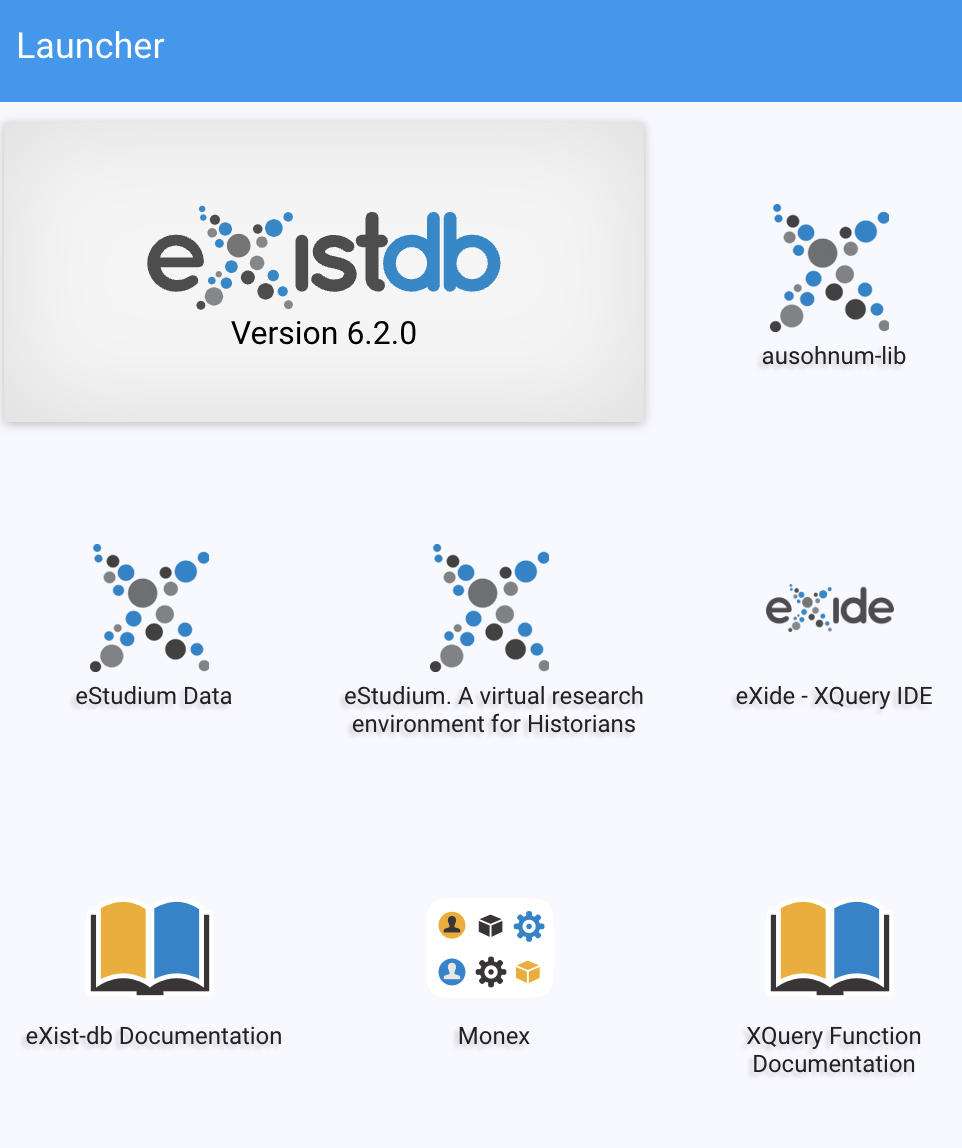 Launcher
eXistdb
Version 6.2.0
ausohnum-lib
eStudium Data
eStudium. A virtual research
environment for Historians
eXide
eXide - XQuery IDE
eXist-db Documentation
Monex
XQuery Function
Documentation